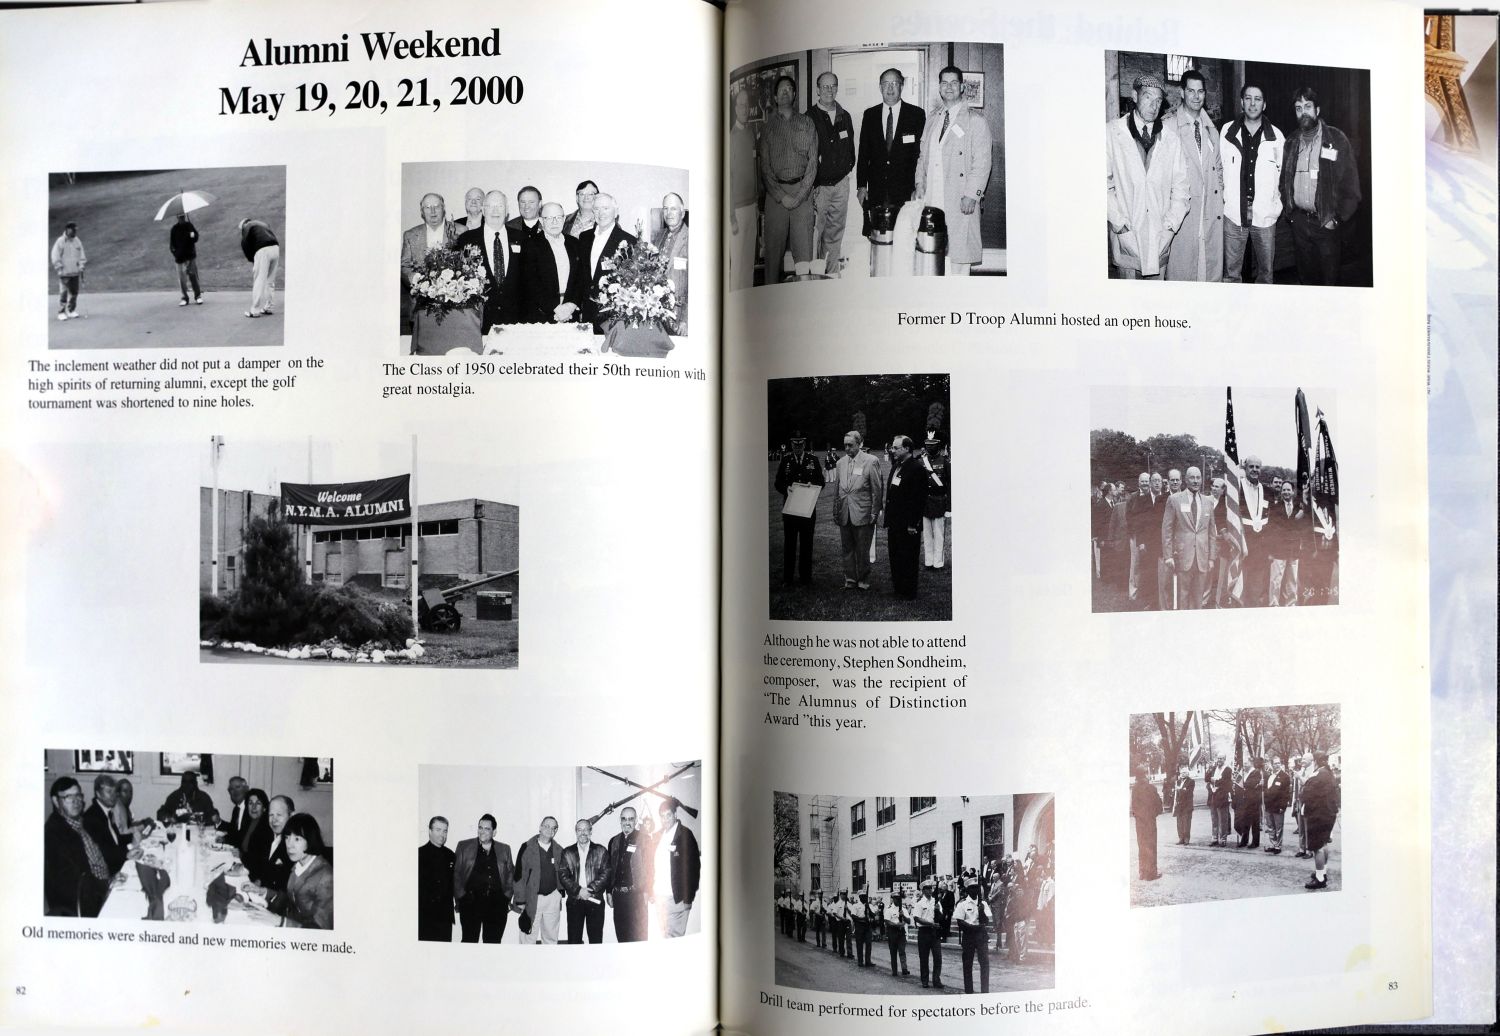 Alumni Weekend
May 19, 20, 21, 2000
The inclement weather did not put a damper on the
high spirits of returning alumni, except the golf
tournament was shortened to nine holes.
The Class of 1950 celebrated their 50th reunion with
great nostalgia.
Welcome
N.Y.M.A. ALUMNI
Old memories were shared and new memories were made.
82
Former D Troop Alumni hosted an open house.
Although he was not able to attend
the ceremony, Stephen Sondheim,
composer, was the recipient of
“The Alumnus of Distinction
Award ”this year.
Drill team performed for spectators before the parade.
83